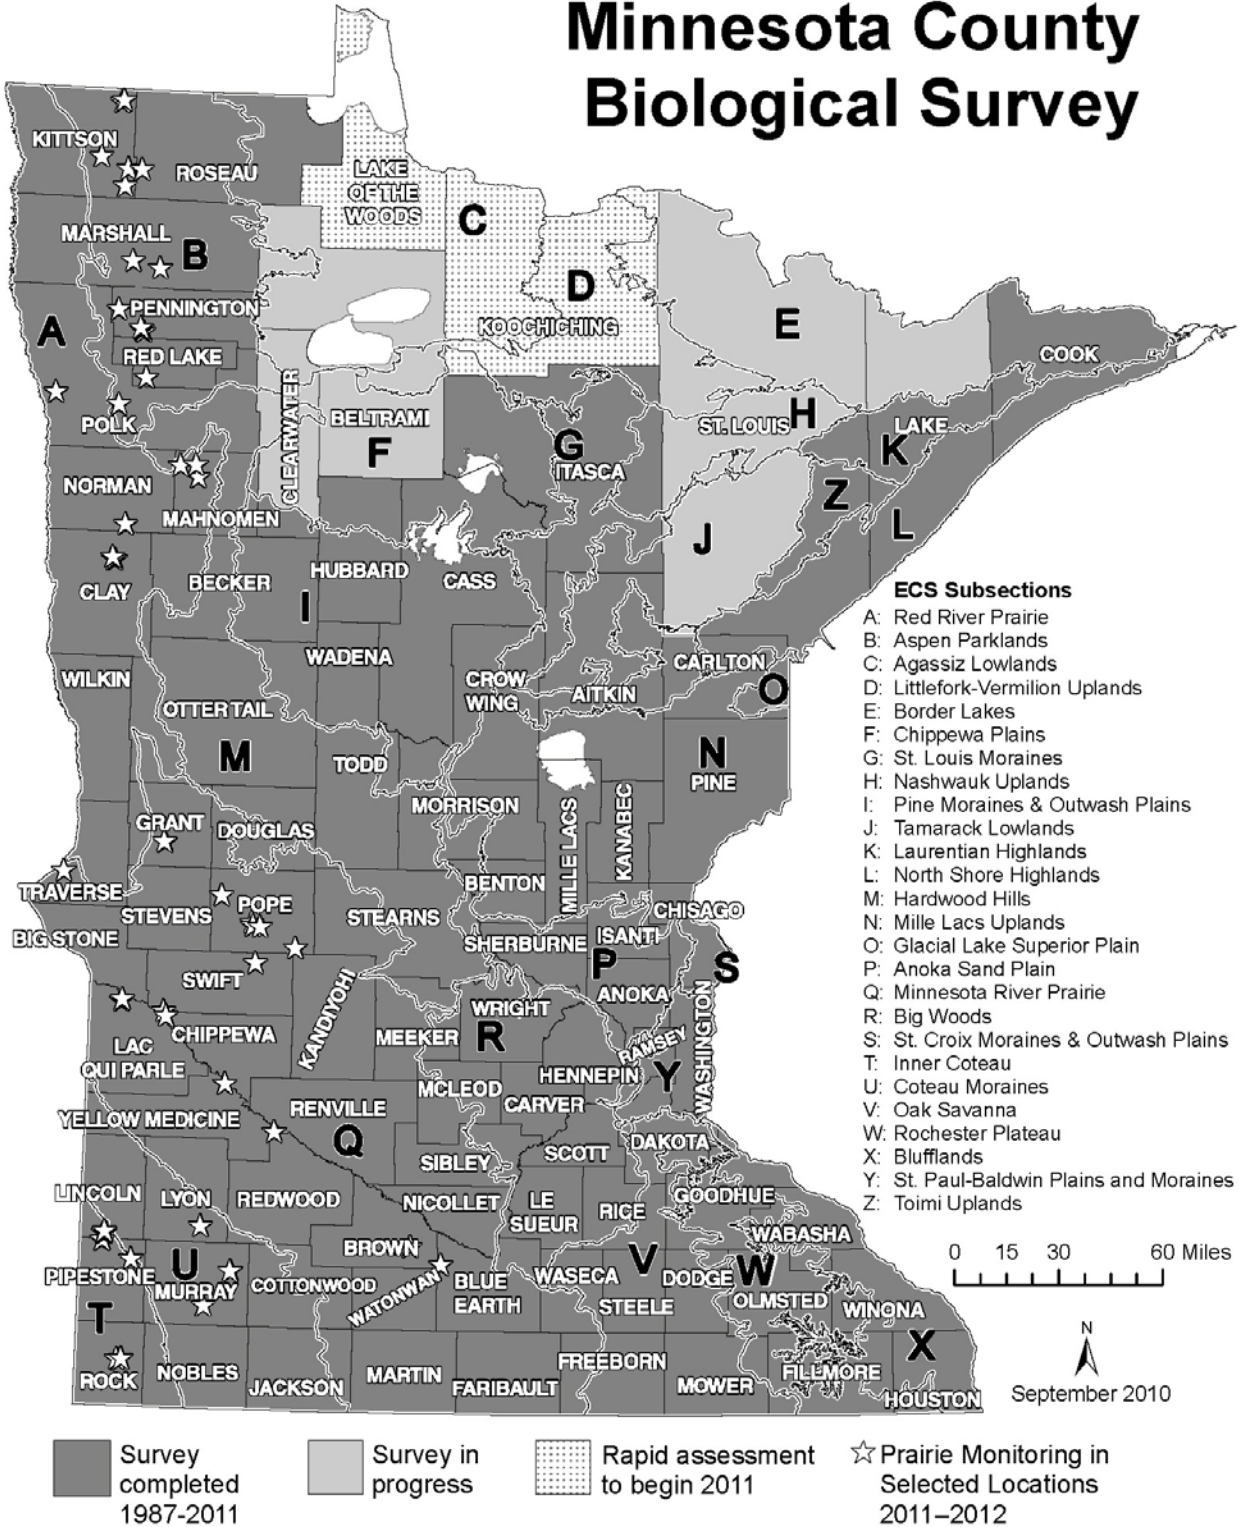 Minnesota County
Biological Survey
KITTSON
ROSEAU
LAKE
OF THE
WOODS
C
MARSHALL
B
D
PENNINGTON
A
E
KOOCHICHING
RED LAKE
COOK
CLEARWATER
BELTRAMI
H
POLK
ST. LOUIS
LAKE
F
G
K
ITASCA
NORMAN
Z
MAHNOMEN
L
J
HUBBARD
CASS
BECKER
CLAY
I
ECS Subsections
A: Red River Prairie
B: Aspen Parklands
C: Agassiz Lowlands
D: Littlefork-Vermilion Uplands
E: Border Lakes
F: Chippewa Plains
G: St. Louis Moraines
H: Nashwauk Uplands
I: Pine Moraines & Outwash Plains
J: Tamarack Lowlands
K: Laurentian Highlands
L: North Shore Highlands
M: Hardwood Hills
N: Mille Lacs Uplands
O: Glacial Lake Superior Plain
P: Anoka Sand Plain
Q: Minnesota River Prairie
R: Big Woods
S: St. Croix Moraines & Outwash Plains
T: Inner Coteau
U: Coteau Moraines
V: Oak Savanna
W: Rochester Plateau
X: Blufflands
Y: St. Paul-Baldwin Plains and Moraines
Z: Toimi Uplands
WADENA
CARLTON
WILKIN
CROW
WING
AITKIN
O
OTTER TAIL
M
TODD
N
PINE
MORRISON
GRANT
DOUGLAS
MILLE LACS
KANABEC
TRAVERSE
BENTON
STEVENS
POPE
STEARNS
CHISAGO
BIG STONE
SHERBURNE
ISANTI
P
S
SWIFT
KANDIYOHI
WRIGHT
ANOKA
WASHINGTON
CHIPPEWA
MEEKER
R
LAC
QUI PARLE
RAMSEY
HENNEPIN
Y
MCLEOD
CARVER
YELLOW MEDICINE
RENVILLE
Q
DAKOTA
SIBLEY
SCOTT
LINCOLN
LYON
REDWOOD
NICOLLET
LE
SUEUR
RICE
GOODHUE
WABASHA
BROWN
V
W
PIPESTONE
U
MURRAY
COTTONWOOD
WATONWAN
BLUE
EARTH
WASECA
STEELE
DODGE
OLMSTED
WINONA
T
X
ROCK
NOBLES
JACKSON
MARTIN
FARIBAULT
FREEBORN
MOWER
FILLMORE
HOUSTON
0 15 30 60 Miles
N
September 2010
Survey
completed
1987-2011
Survey in
progress
Rapid assessment
to begin 2011
Prairie Monitoring in
Selected Locations
2011–2012